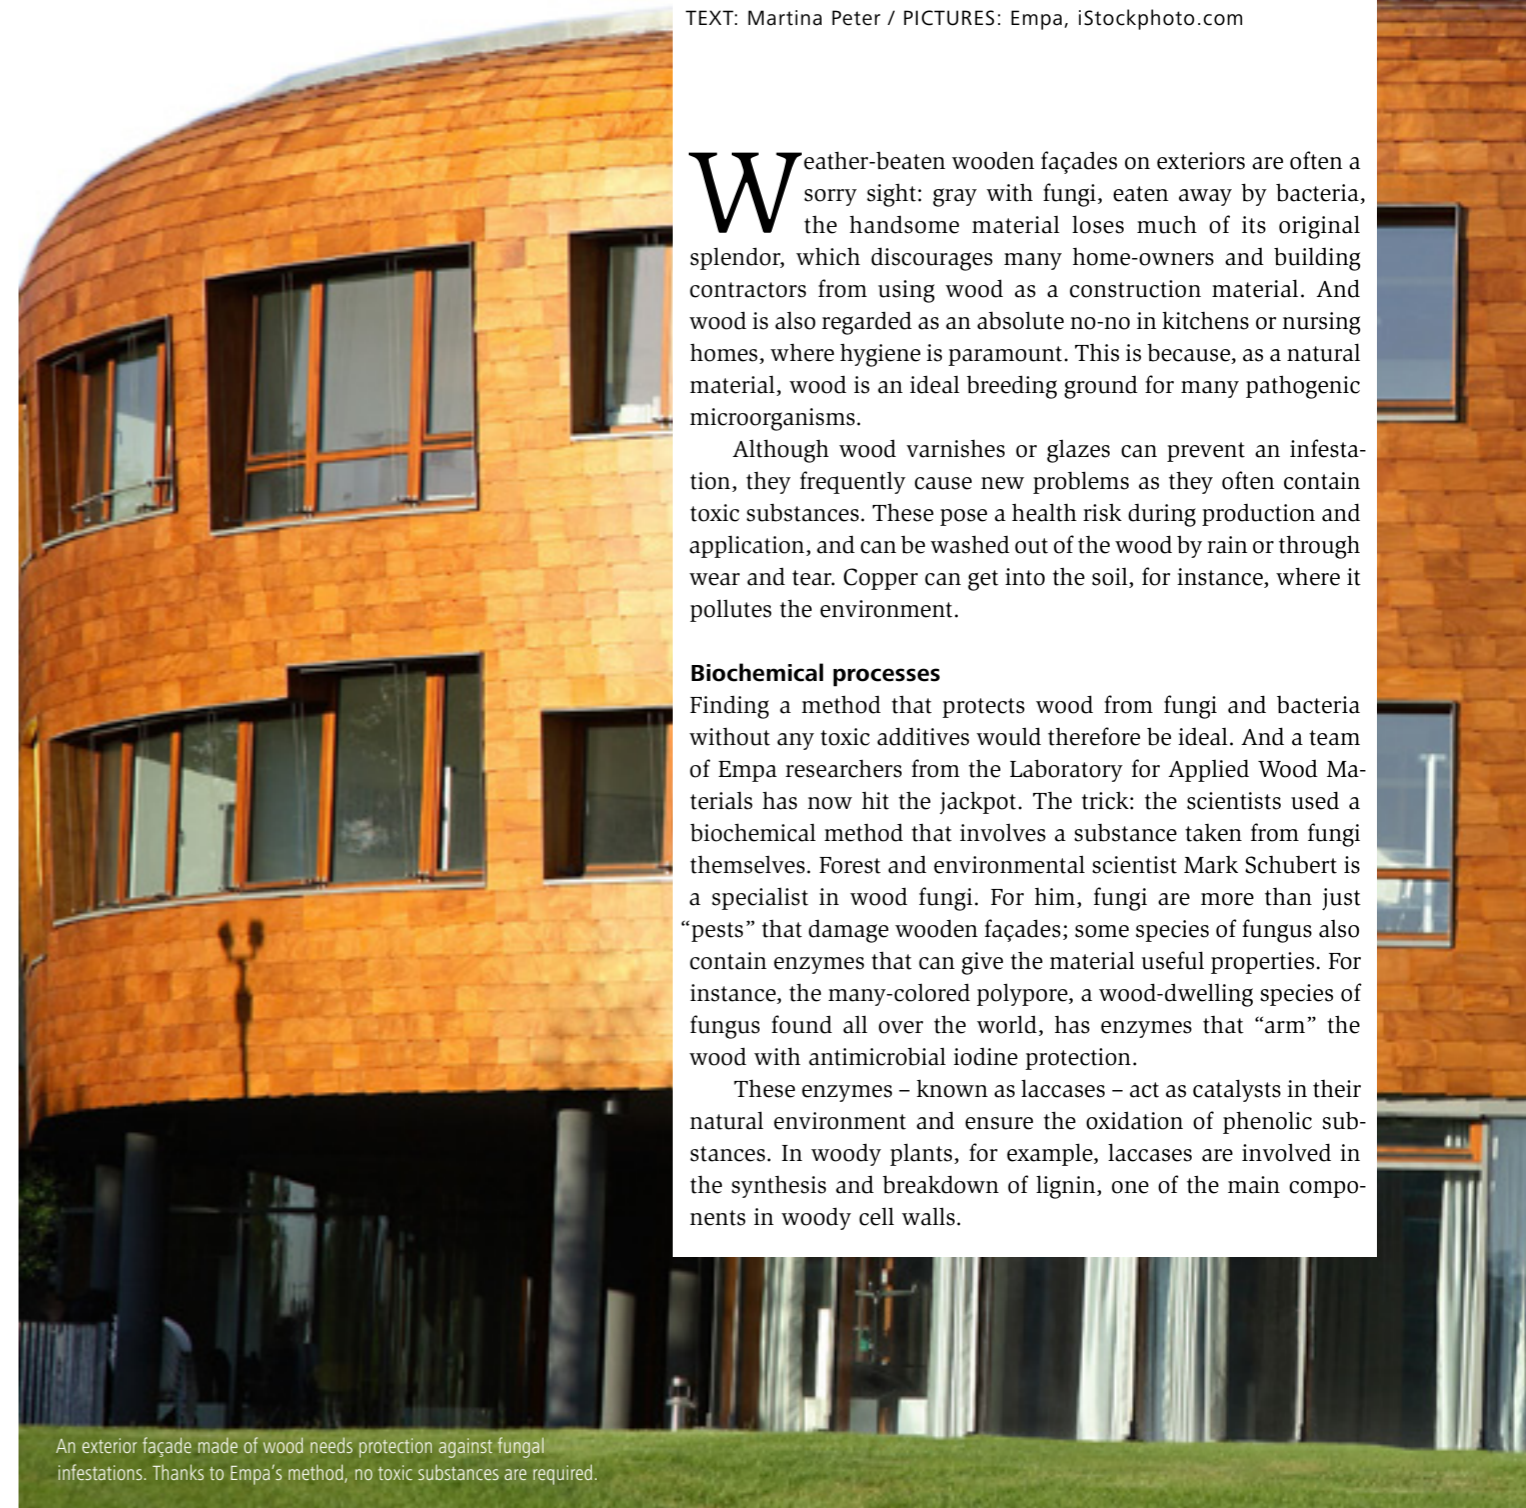 TEXT: Martina Peter / PICTURES: Empa, iStockphoto.com
Weather-beaten wooden façades on exteriors are often a
sorry sight: gray with fungi, eaten away by bacteria,
the handsome material loses much of its original
splendor, which discourages many home-owners and building
contractors from using wood as a construction material. And
wood is also regarded as an absolute no-no in kitchens or nursing
homes, where hygiene is paramount. This is because, as a natural
material, wood is an ideal breeding ground for many pathogenic
microorganisms.
Although wood varnishes or glazes can prevent an infesta-
tion, they frequently cause new problems as they often contain
toxic substances. These pose a health risk during production and
application, and can be washed out of the wood by rain or through
wear and tear. Copper can get into the soil, for instance, where it
pollutes the environment.
Biochemical processes
Finding a method that protects wood from fungi and bacteria
without any toxic additives would therefore be ideal. And a team
of Empa researchers from the Laboratory for Applied Wood Ma-
terials has now hit the jackpot. The trick: the scientists used a
biochemical method that involves a substance taken from fungi
themselves. Forest and environmental scientist Mark Schubert is
a specialist in wood fungi. For him, fungi are more than just
“pests” that damage wooden façades; some species of fungus also
contain enzymes that can give the material useful properties. For
instance, the many-colored polypore, a wood-dwelling species of
fungus found all over the world, has enzymes that “arm” the
wood with antimicrobial iodine protection.
These enzymes – known as laccases – act as catalysts in their
natural environment and ensure the oxidation of phenolic sub-
stances. In woody plants, for example, laccases are involved in
the synthesis and breakdown of lignin, one of the main compo-
nents in woody cell walls.
An exterior façade made of wood needs protection against fungal
infestations. Thanks to Empa’s method, no toxic substances are required.